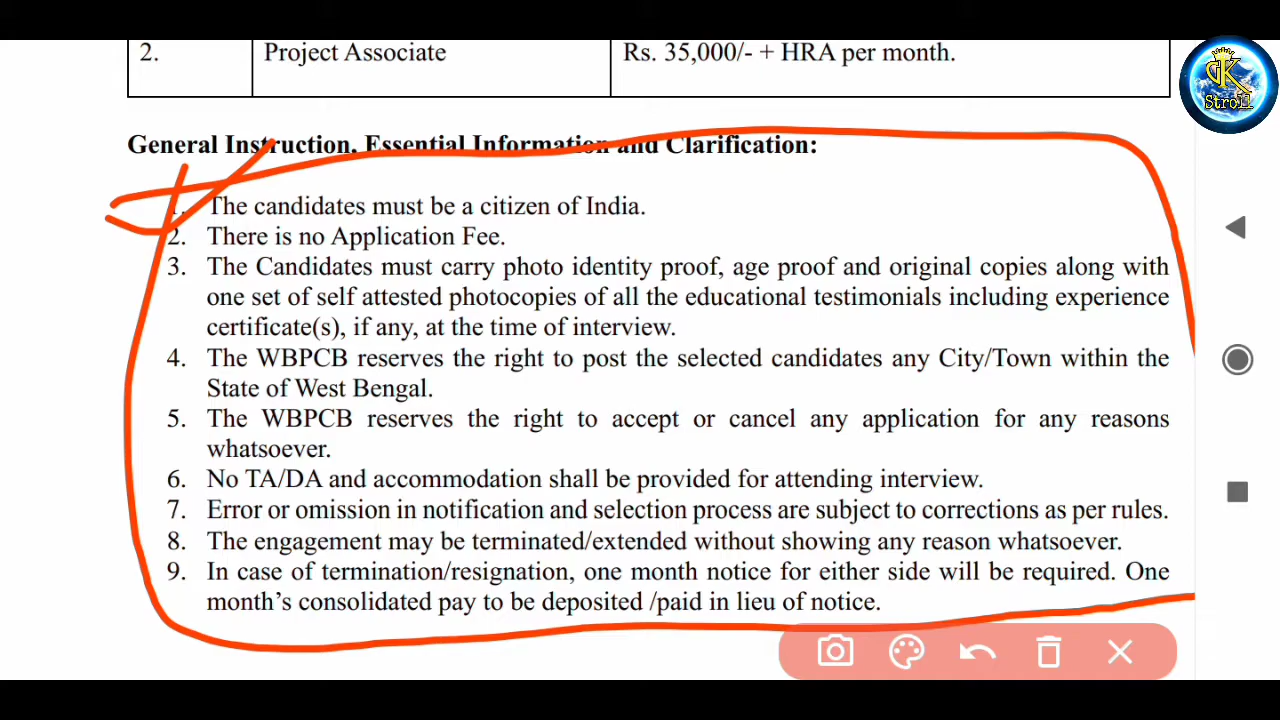 2. Project Associate Rs. 35,000/- + HRA per month.
GK
Stroll
General Instruction, Essential Information and Clarification:
1. The candidates must be a citizen of India.
2. There is no Application Fee.
3. The Candidates must carry photo identity proof, age proof and original copies along with
one set of self attested photocopies of all the educational testimonials including experience
certificate(s), if any, at the time of interview.
4. The WBPCB reserves the right to post the selected candidates any City/Town within the
State of West Bengal.
5. The WBPCB reserves the right to accept or cancel any application for any reasons
whatsoever.
6. No TA/DA and accommodation shall be provided for attending interview.
7. Error or omission in notification and selection process are subject to corrections as per rules.
8. The engagement may be terminated/extended without showing any reason whatsoever.
9. In case of termination/resignation, one month notice for either side will be required. One
month’s consolidated pay to be deposited /paid in lieu of notice.